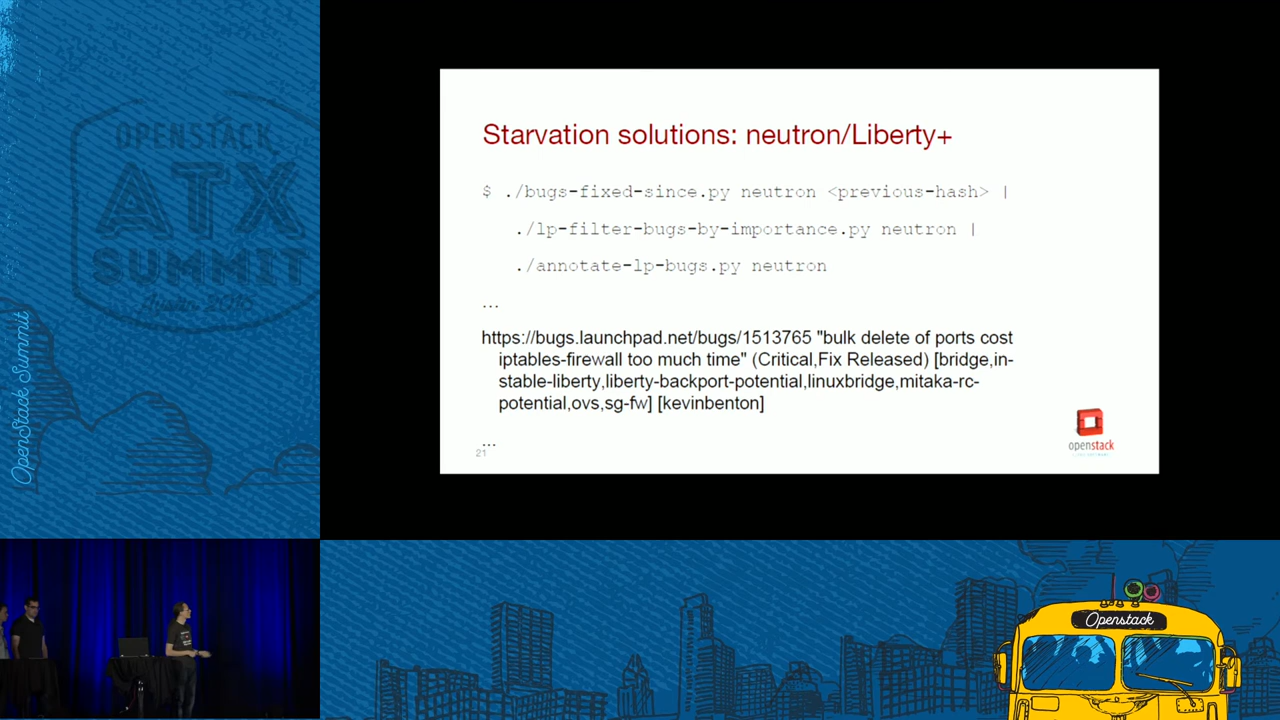 OPENSTACK
ATX
SUMMIT
Austin 2016
OpenStack Summit
Starvation solutions: neutron/Liberty+
$ ./bugs-fixed-since.py neutron <previous-hash> |
./lp-filter-bugs-by-importance.py neutron |
./annotate-lp-bugs.py neutron
...
https://bugs.launchpad.net/bugs/1513765 "bulk delete of ports cost
iptables-firewall too much time" (Critical,Fix Released) [bridge,in-
stable-liberty,liberty-backport-potential,linuxbridge,mitaka-rc-
potential,ovs,sg-fw] [kevinbenton]
...
21
openstack
Openstack